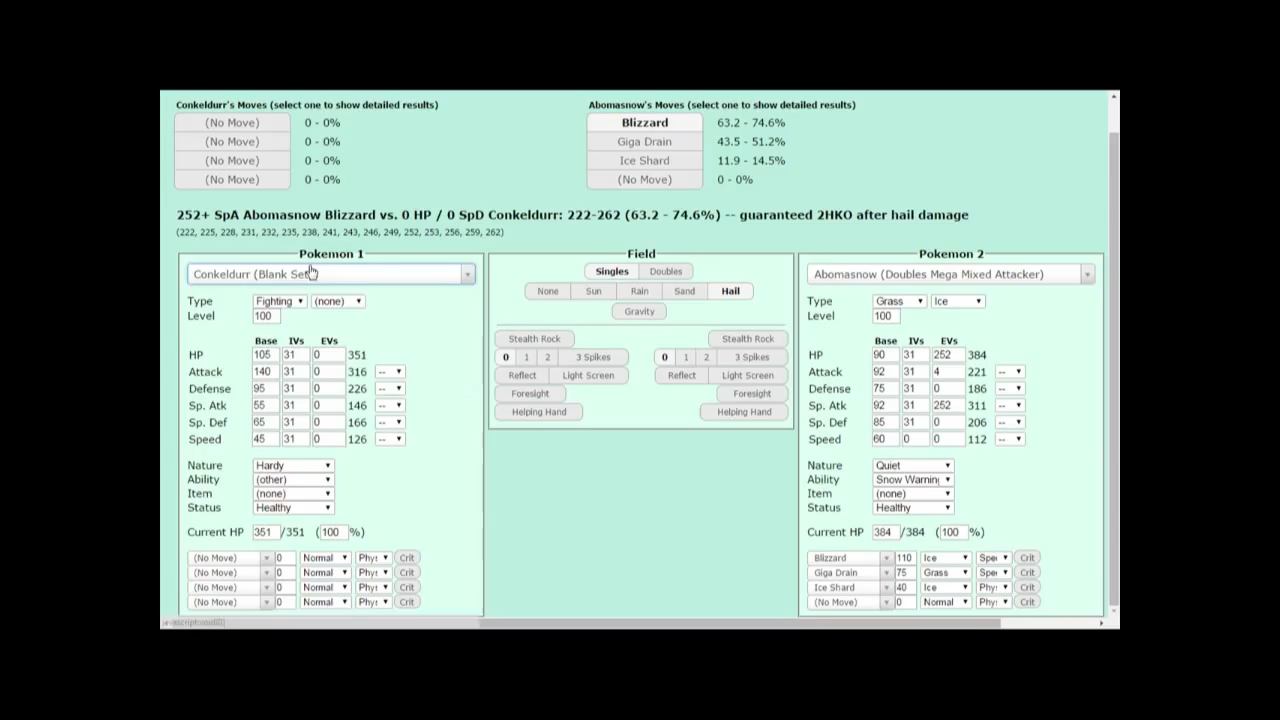 Conkeldurr's Moves (select one to show detailed results)
(No Move) 0 - 0%
(No Move) 0 - 0%
(No Move) 0 - 0%
(No Move) 0 - 0%
Abomasnow's Moves (select one to show detailed results)
Blizzard 63.2 - 74.6%
Giga Drain 43.5 - 51.2%
Ice Shard 11.9 - 14.5%
(No Move) 0 - 0%
252+ SpA Abomasnow Blizzard vs. 0 HP / 0 SpD Conkeldurr: 222-262 (63.2 - 74.6%) -- guaranteed 2HKO after hail damage
(222, 225, 228, 231, 232, 235, 238, 241, 243, 246, 249, 252, 253, 256, 259, 262)
Pokemon 1
Conkeldurr (Blank Set)
Type Fighting (none)
Level 100
Base IVs EVs
HP 105 31 0 351
Attack 140 31 0 316 --
Defense 95 31 0 226 --
Sp. Atk 55 31 0 146 --
Sp. Def 65 31 0 166 --
Speed 45 31 0 126 --
Nature Hardy
Ability (other)
Item (none)
Status Healthy
Current HP 351 /351 (100 %)
(No Move) 0 Normal Phys Crit
(No Move) 0 Normal Phys Crit
(No Move) 0 Normal Phys Crit
(No Move) 0 Normal Phys Crit
Field
Singles Doubles
None Sun Rain Sand Hail
Gravity
Stealth Rock Stealth Rock
0 1 2 3 Spikes 0 1 2 3 Spikes
Reflect Light Screen Reflect Light Screen
Foresight Foresight
Helping Hand Helping Hand
Pokemon 2
Abomasnow (Doubles Mega Mixed Attacker)
Type Grass Ice
Level 100
Base IVs EVs
HP 90 31 252 384
Attack 92 31 4 221 --
Defense 75 31 0 186 --
Sp. Atk 92 31 252 311 --
Sp. Def 85 31 0 206 --
Speed 60 0 0 112 --
Nature Quiet
Ability Snow Warning
Item (none)
Status Healthy
Current HP 384 /384 (100 %)
Blizzard 110 Ice Spe Crit
Giga Drain 75 Grass Spe Crit
Ice Shard 40 Ice Phy Crit
(No Move) 0 Normal Phy Crit